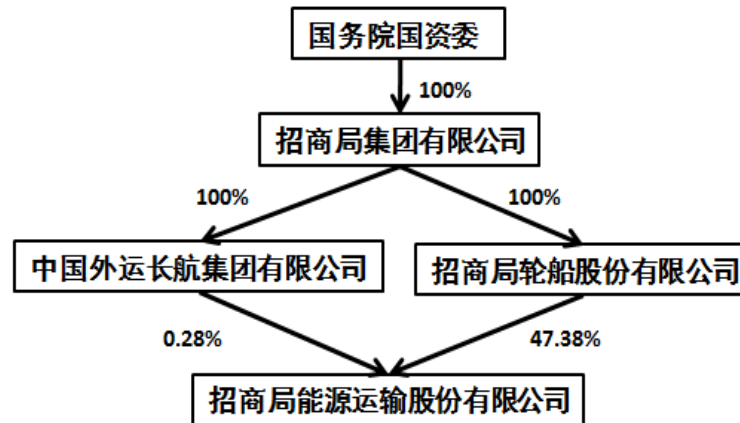 国务院国资委
100%
招商局集团有限公司
100%
100%
中国外运长航集团有限公司
招商局轮船股份有限公司
0.28%
47.38%
招商局能源运输股份有限公司